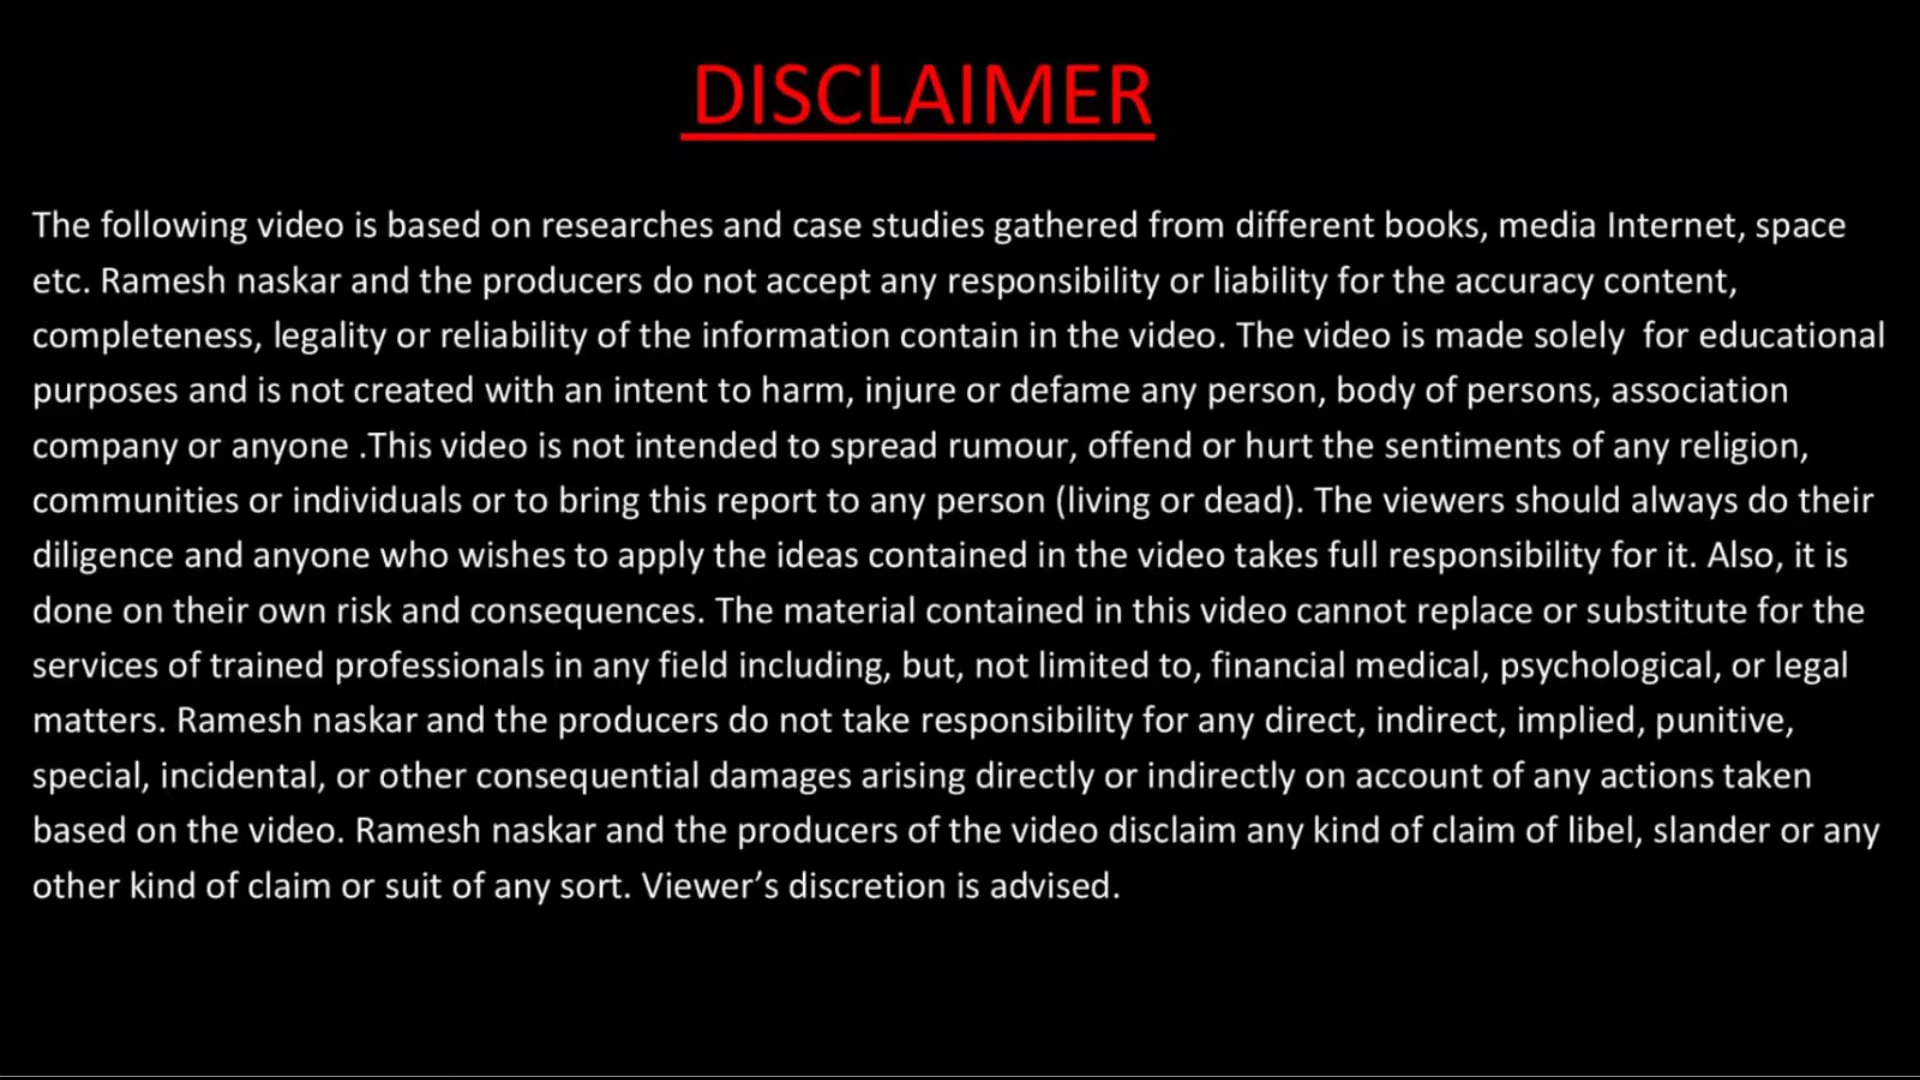 DISCLAIMER
The following video is based on researches and case studies gathered from different books, media Internet, space
etc. Ramesh naskar and the producers do not accept any responsibility or liability for the accuracy content,
completeness, legality or reliability of the information contain in the video. The video is made solely  for educational
purposes and is not created with an intent to harm, injure or defame any person, body of persons, association
company or anyone .This video is not intended to spread rumour, offend or hurt the sentiments of any religion,
communities or individuals or to bring this report to any person (living or dead). The viewers should always do their
diligence and anyone who wishes to apply the ideas contained in the video takes full responsibility for it. Also, it is
done on their own risk and consequences. The material contained in this video cannot replace or substitute for the
services of trained professionals in any field including, but, not limited to, financial medical, psychological, or legal
matters. Ramesh naskar and the producers do not take responsibility for any direct, indirect, implied, punitive,
special, incidental, or other consequential damages arising directly or indirectly on account of any actions taken
based on the video. Ramesh naskar and the producers of the video disclaim any kind of claim of libel, slander or any
other kind of claim or suit of any sort. Viewer’s discretion is advised.